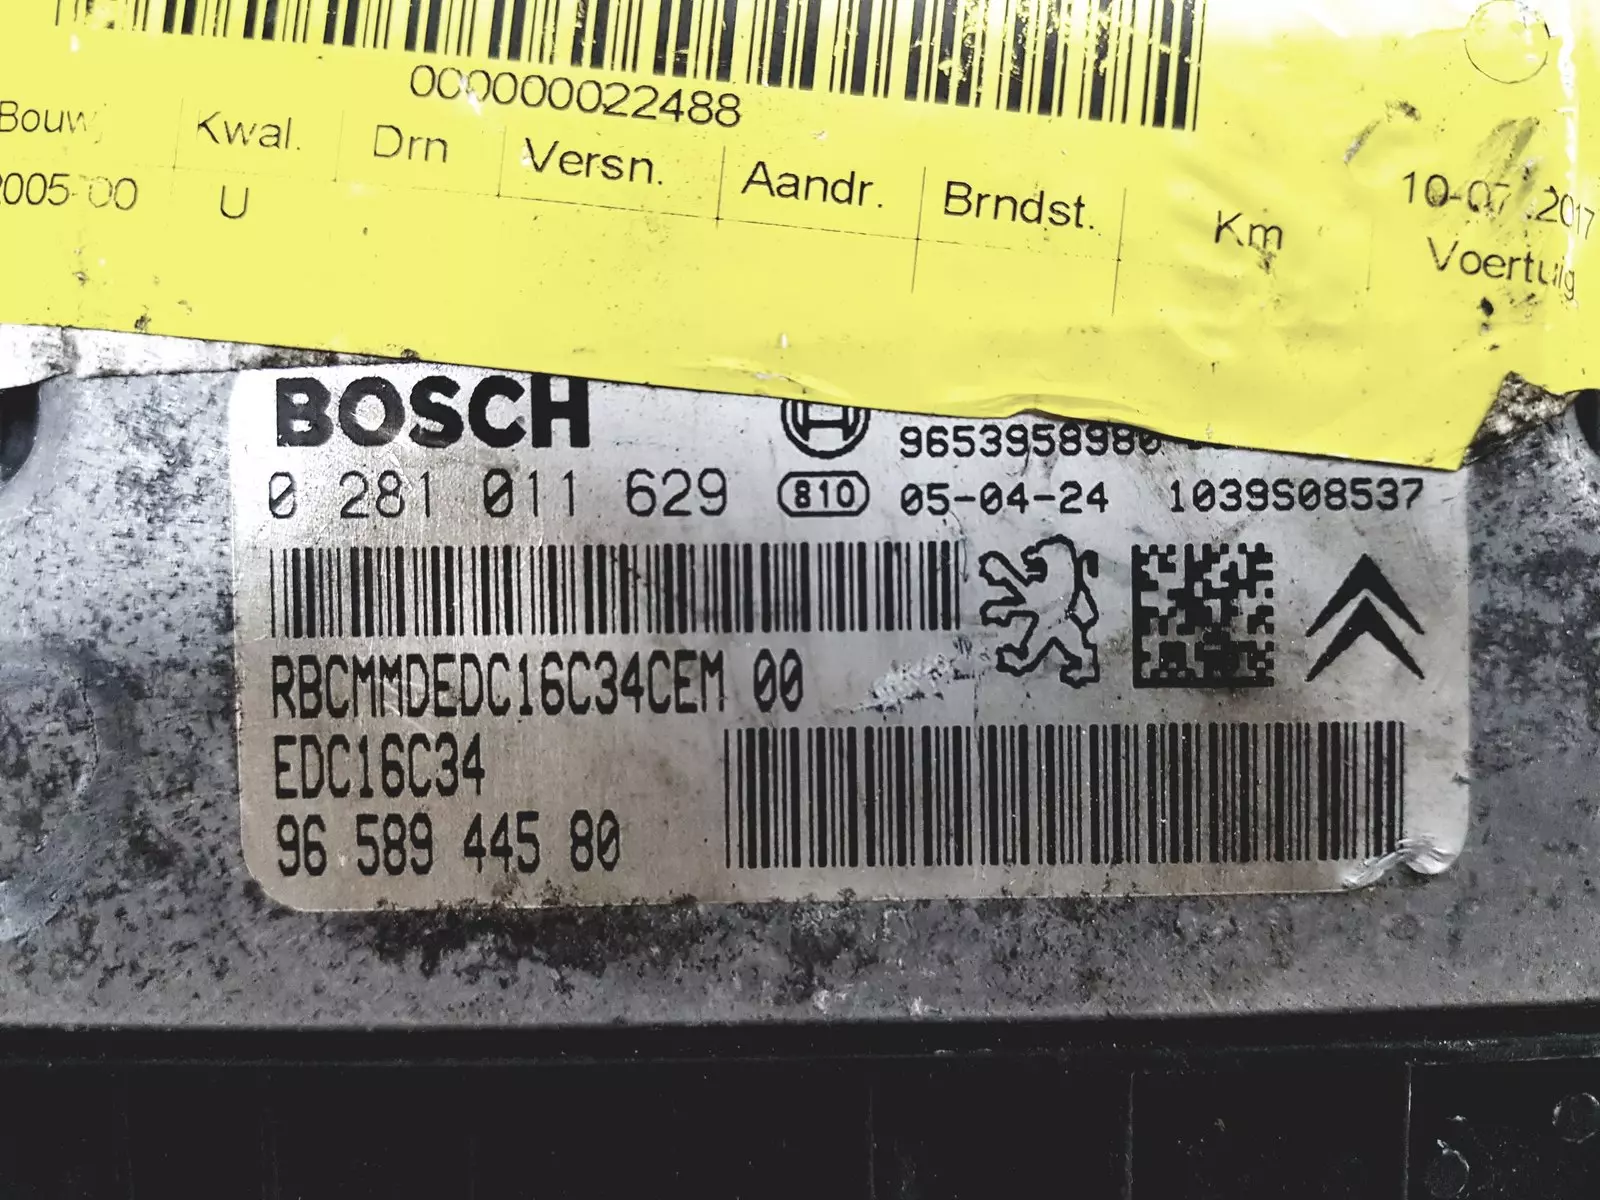 000000022488
Bouw. Kwal. Drn Versn. Aandr. Brndst. Km Voertuig
2005-00 U
10-07-2017
BOSCH 9653958980
0 281 011 629 810 05-04-24 1039S08537
RBCMMDEDC16C34CEM 00
EDC16C34
96 589 445 80